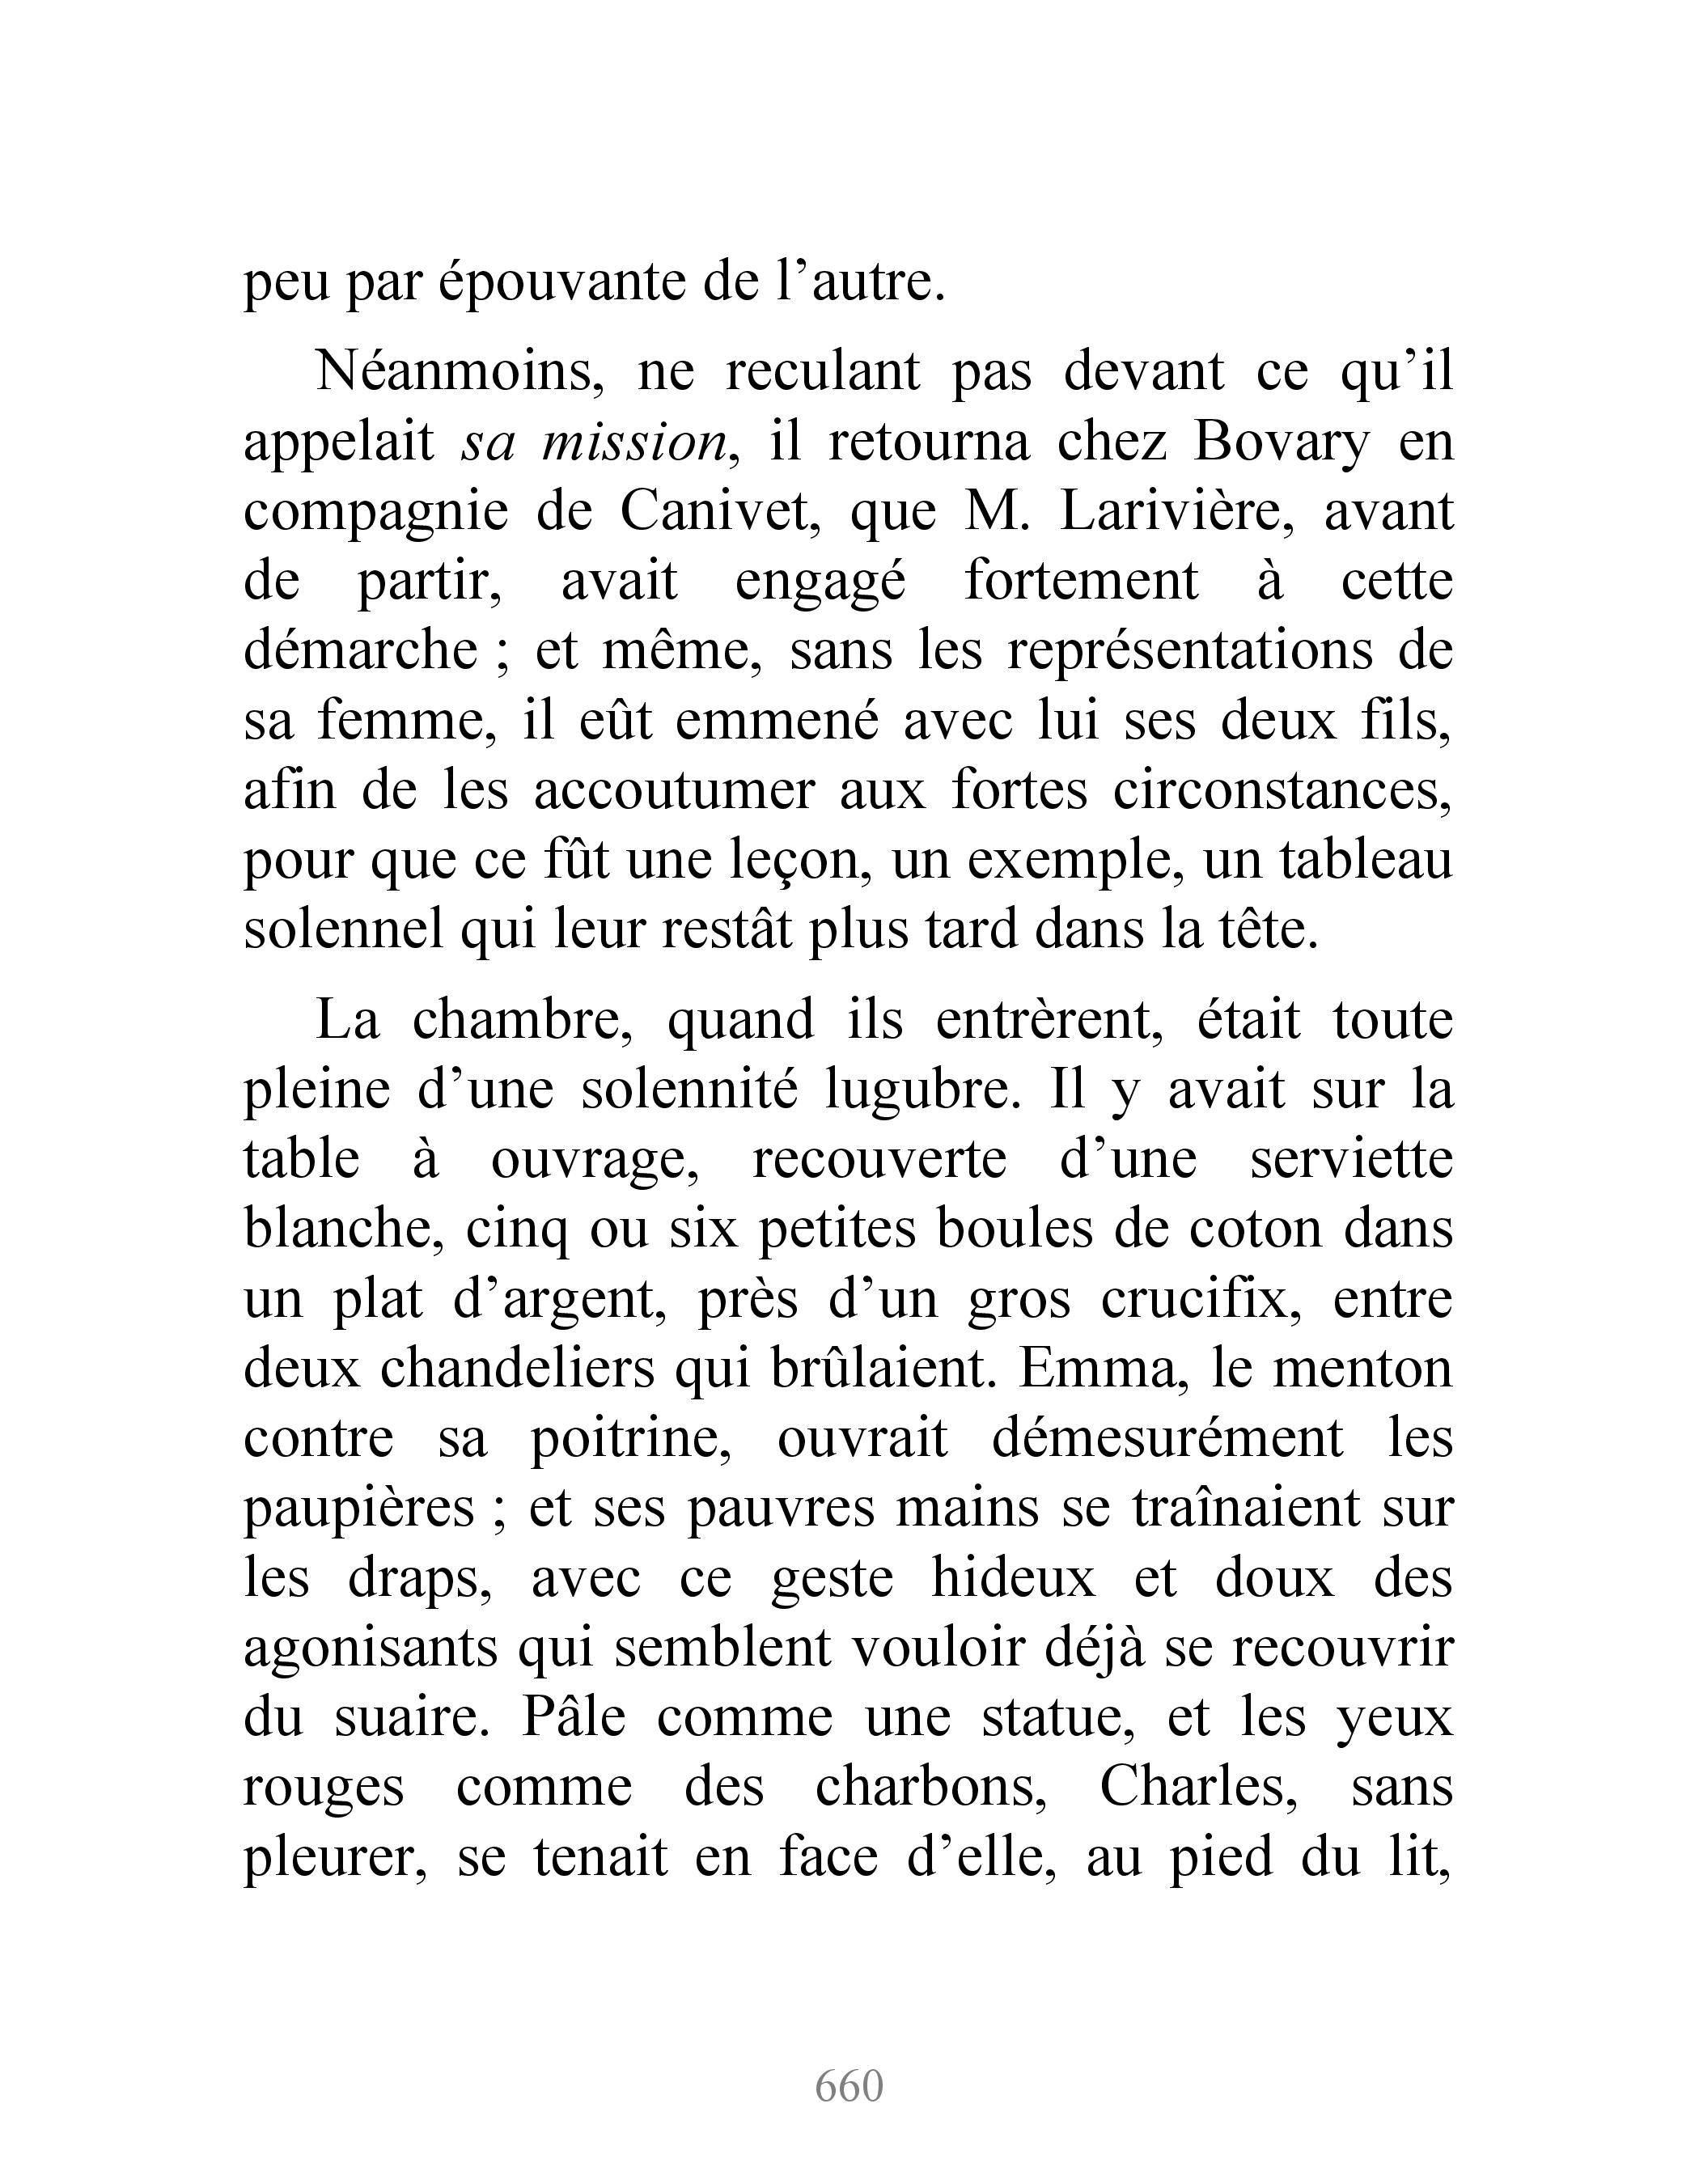 peu par épouvante de l’autre.
Néanmoins, ne reculant pas devant ce qu’il
appelait sa mission, il retourna chez Bovary en
compagnie de Canivet, que M. Larivière, avant
de partir, avait engagé fortement à cette
démarche ; et même, sans les représentations de
sa femme, il eût emmené avec lui ses deux fils,
afin de les accoutumer aux fortes circonstances,
pour que ce fût une leçon, un exemple, un tableau
solennel qui leur restât plus tard dans la tête.
La chambre, quand ils entrèrent, était toute
pleine d’une solennité lugubre. Il y avait sur la
table à ouvrage, recouverte d’une serviette
blanche, cinq ou six petites boules de coton dans
un plat d’argent, près d’un gros crucifix, entre
deux chandeliers qui brûlaient. Emma, le menton
contre sa poitrine, ouvrait démesurément les
paupières ; et ses pauvres mains se traînaient sur
les draps, avec ce geste hideux et doux des
agonisants qui semblent vouloir déjà se recouvrir
du suaire. Pâle comme une statue, et les yeux
rouges comme des charbons, Charles, sans
pleurer, se tenait en face d’elle, au pied du lit,
660